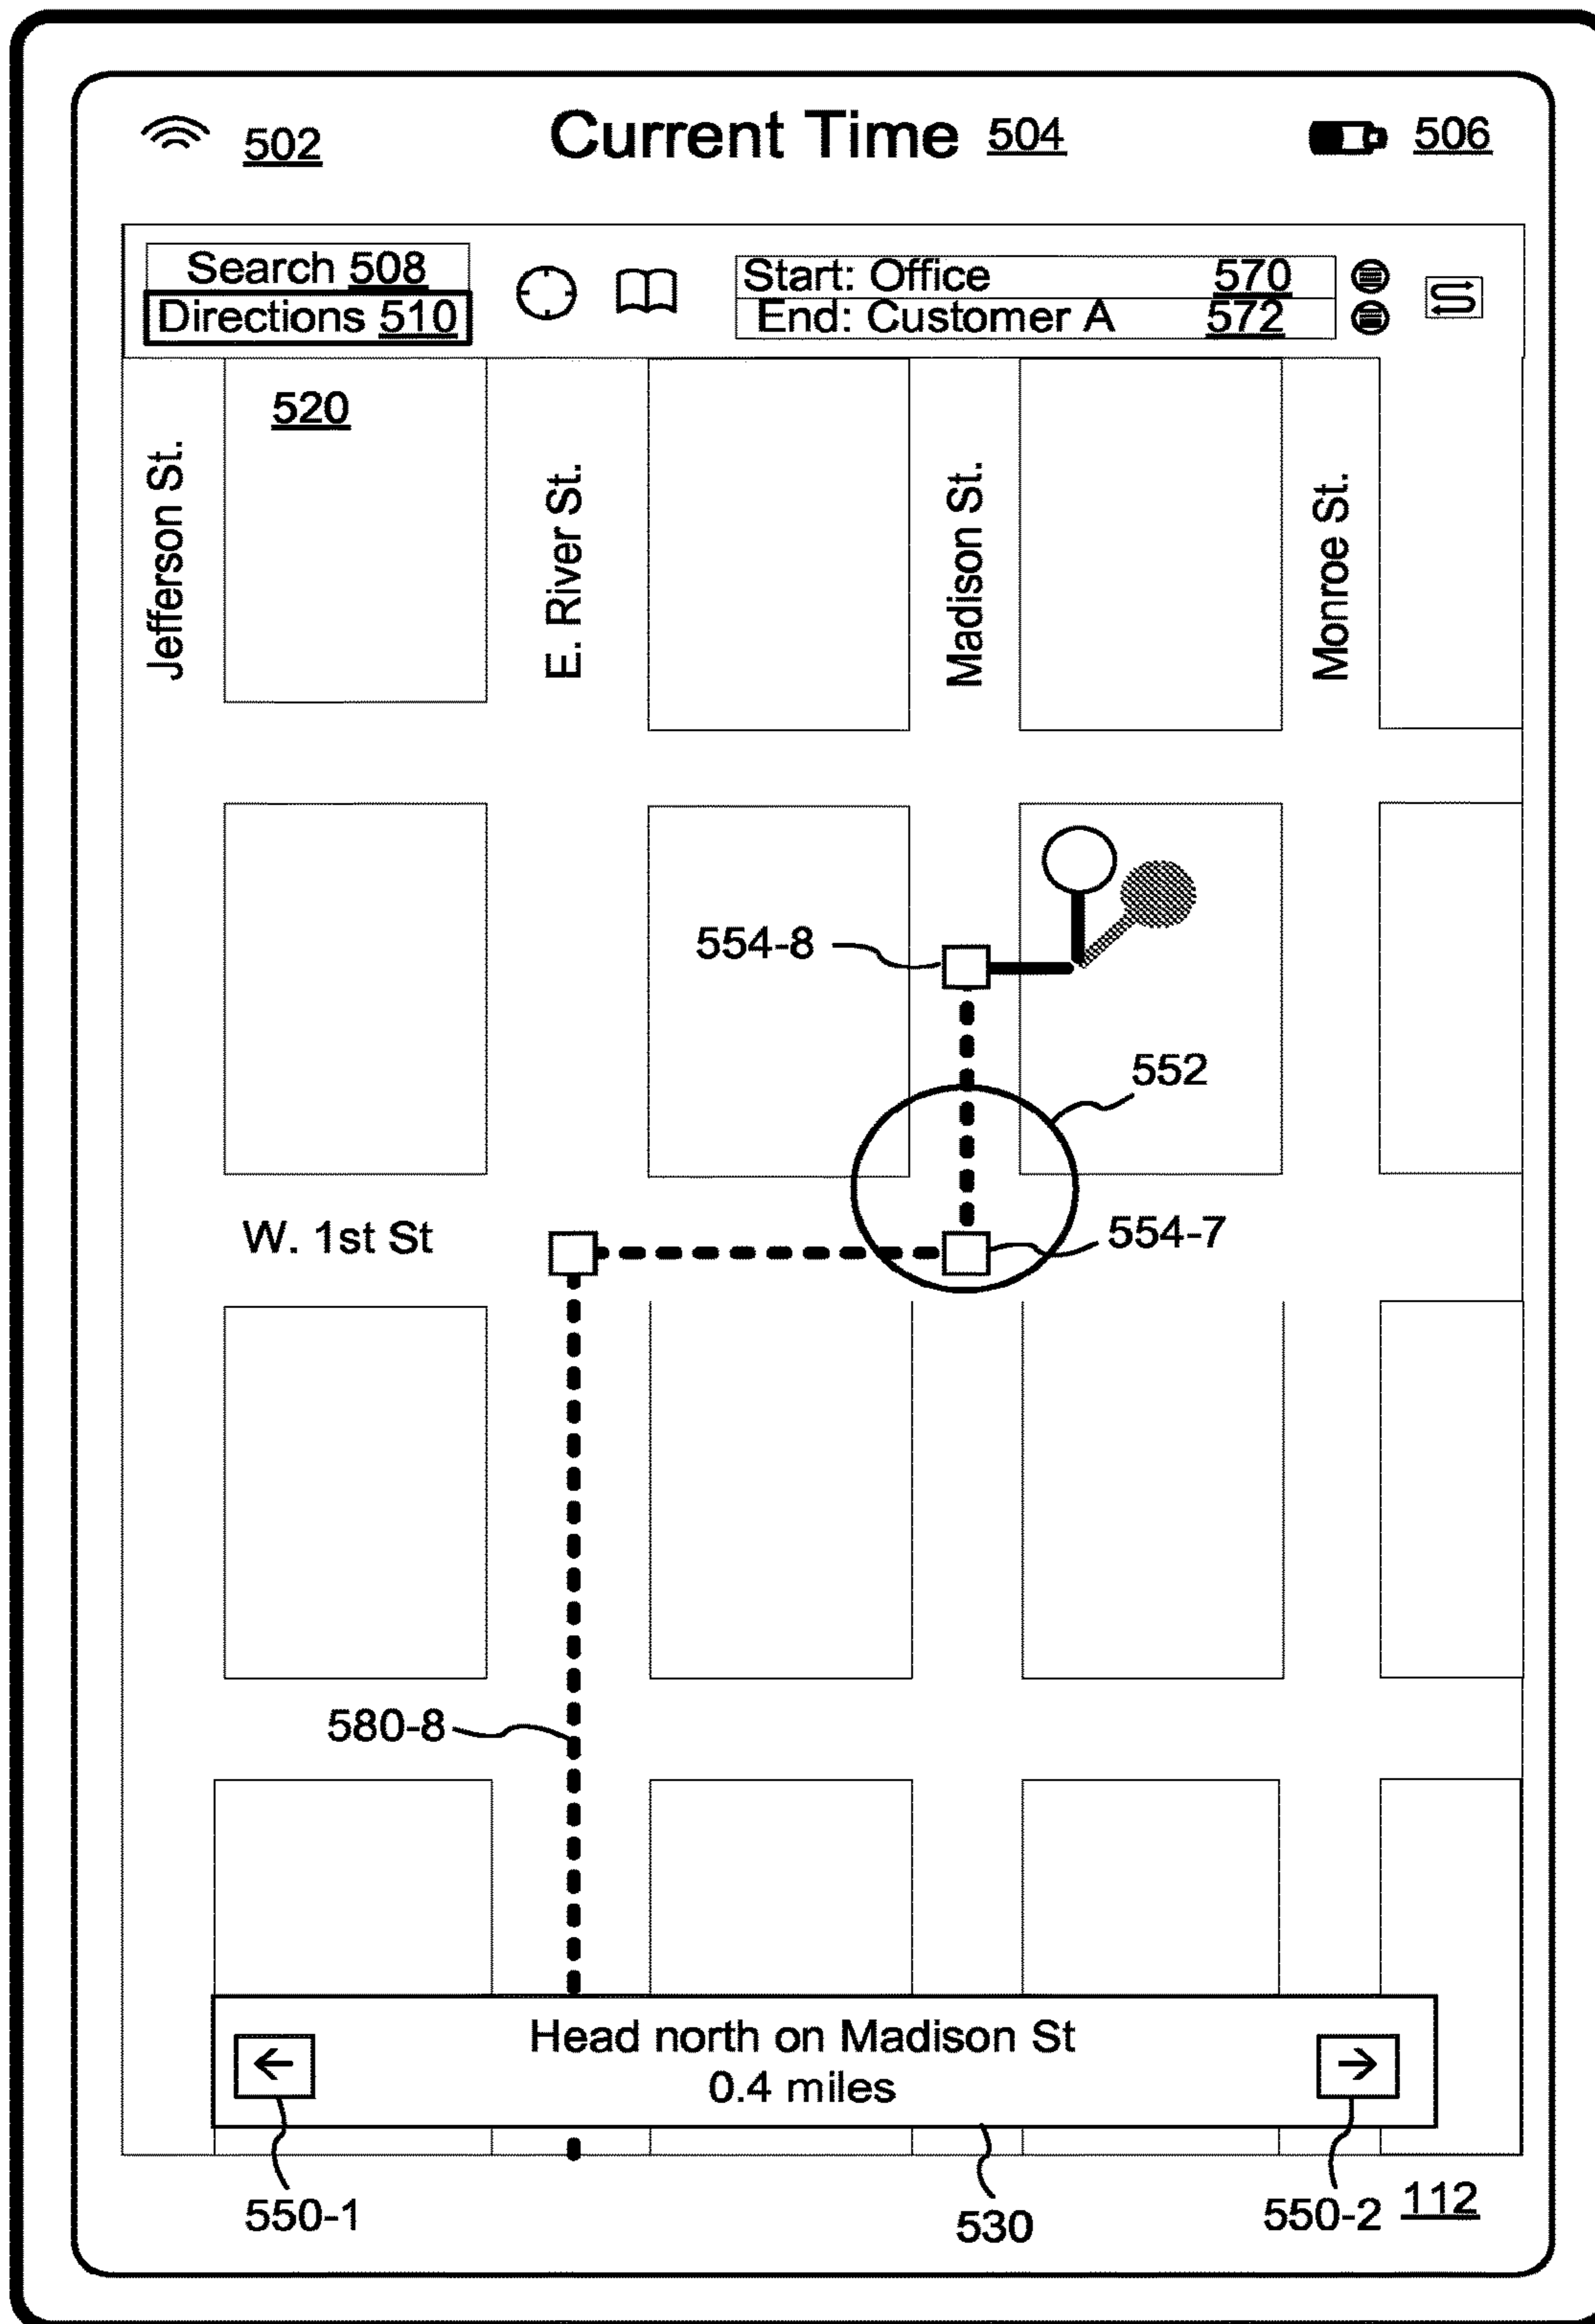 502
Current Time 504
506
Search 508
Directions 510
Start: Office 570
End: Customer A 572
520
Jefferson St.
E. River St.
Madison St.
Monroe St.
554-8
552
W. 1st St
554-7
580-8
Head north on Madison St
0.4 miles
550-1
530
550-2
112